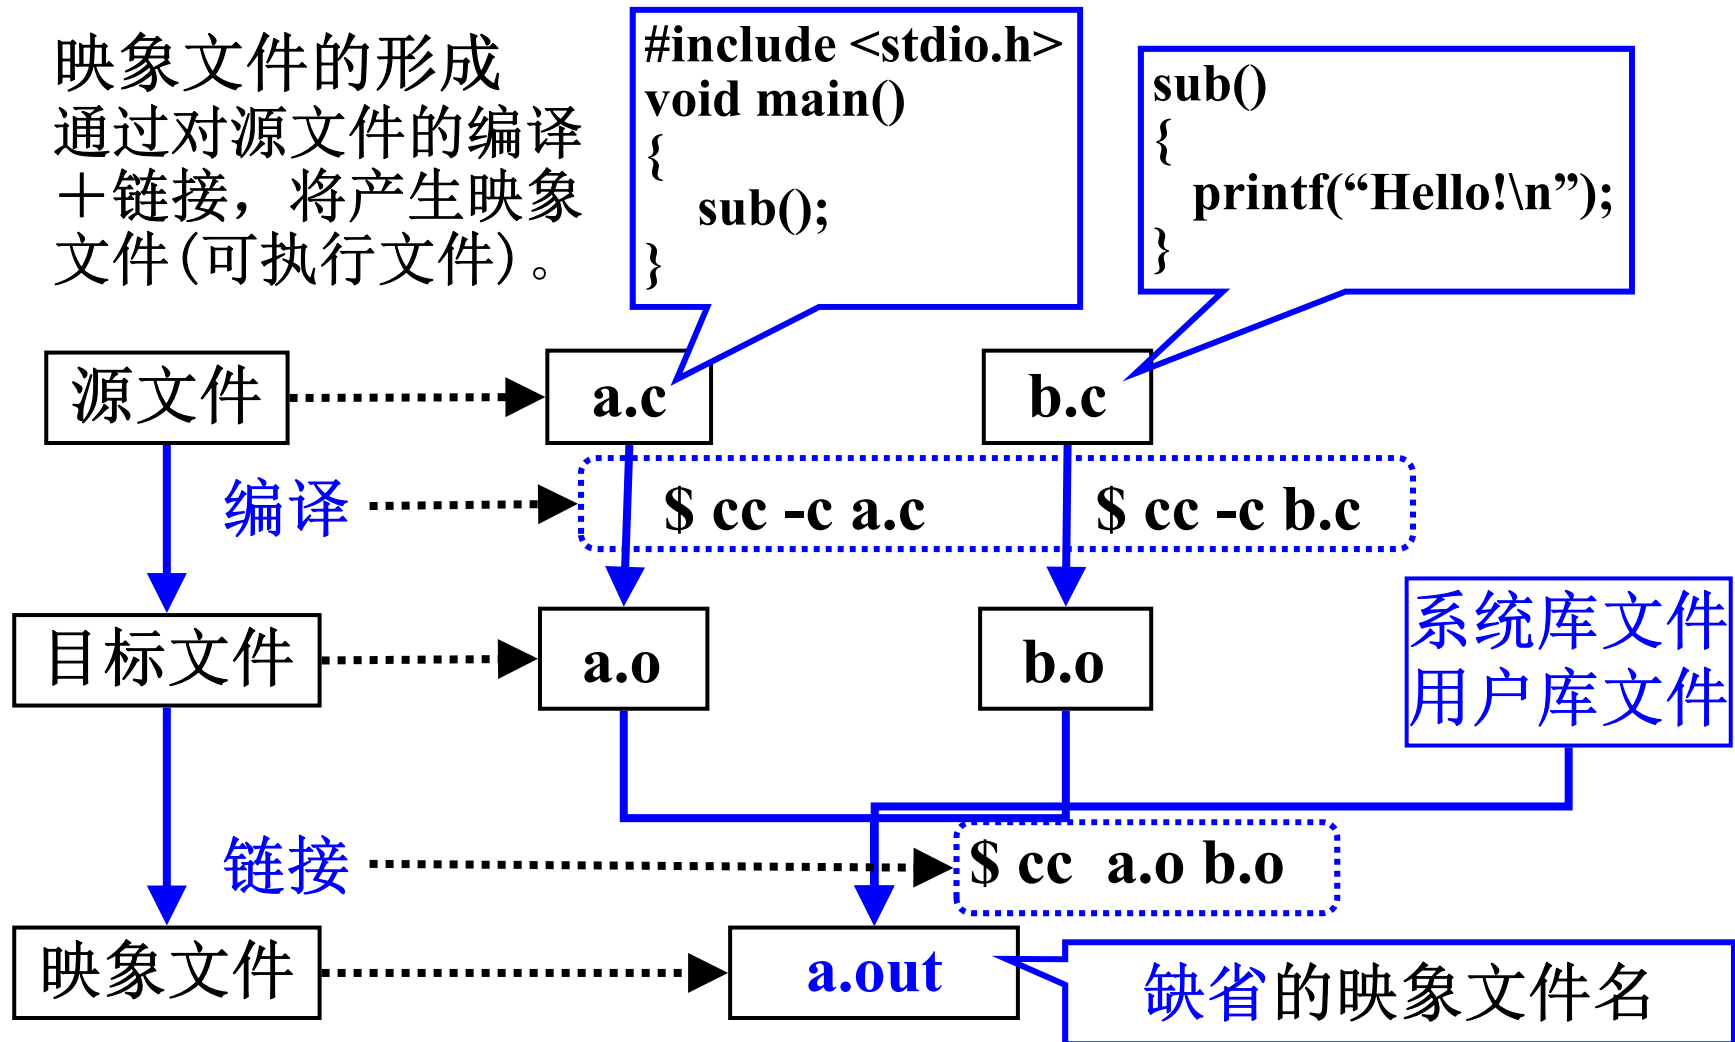 映象文件的形成
通过对源文件的编译
+链接，将产生映象
文件(可执行文件)。
#include <stdio.h>
void main()
{
sub();
}
sub()
{
printf(“Hello!\n”);
}
源文件
a.c
b.c
编译
$ cc -c a.c
$ cc -c b.c
目标文件
a.o
b.o
系统库文件
用户库文件
链接
$ cc a.o b.o
映象文件
a.out
缺省的映象文件名